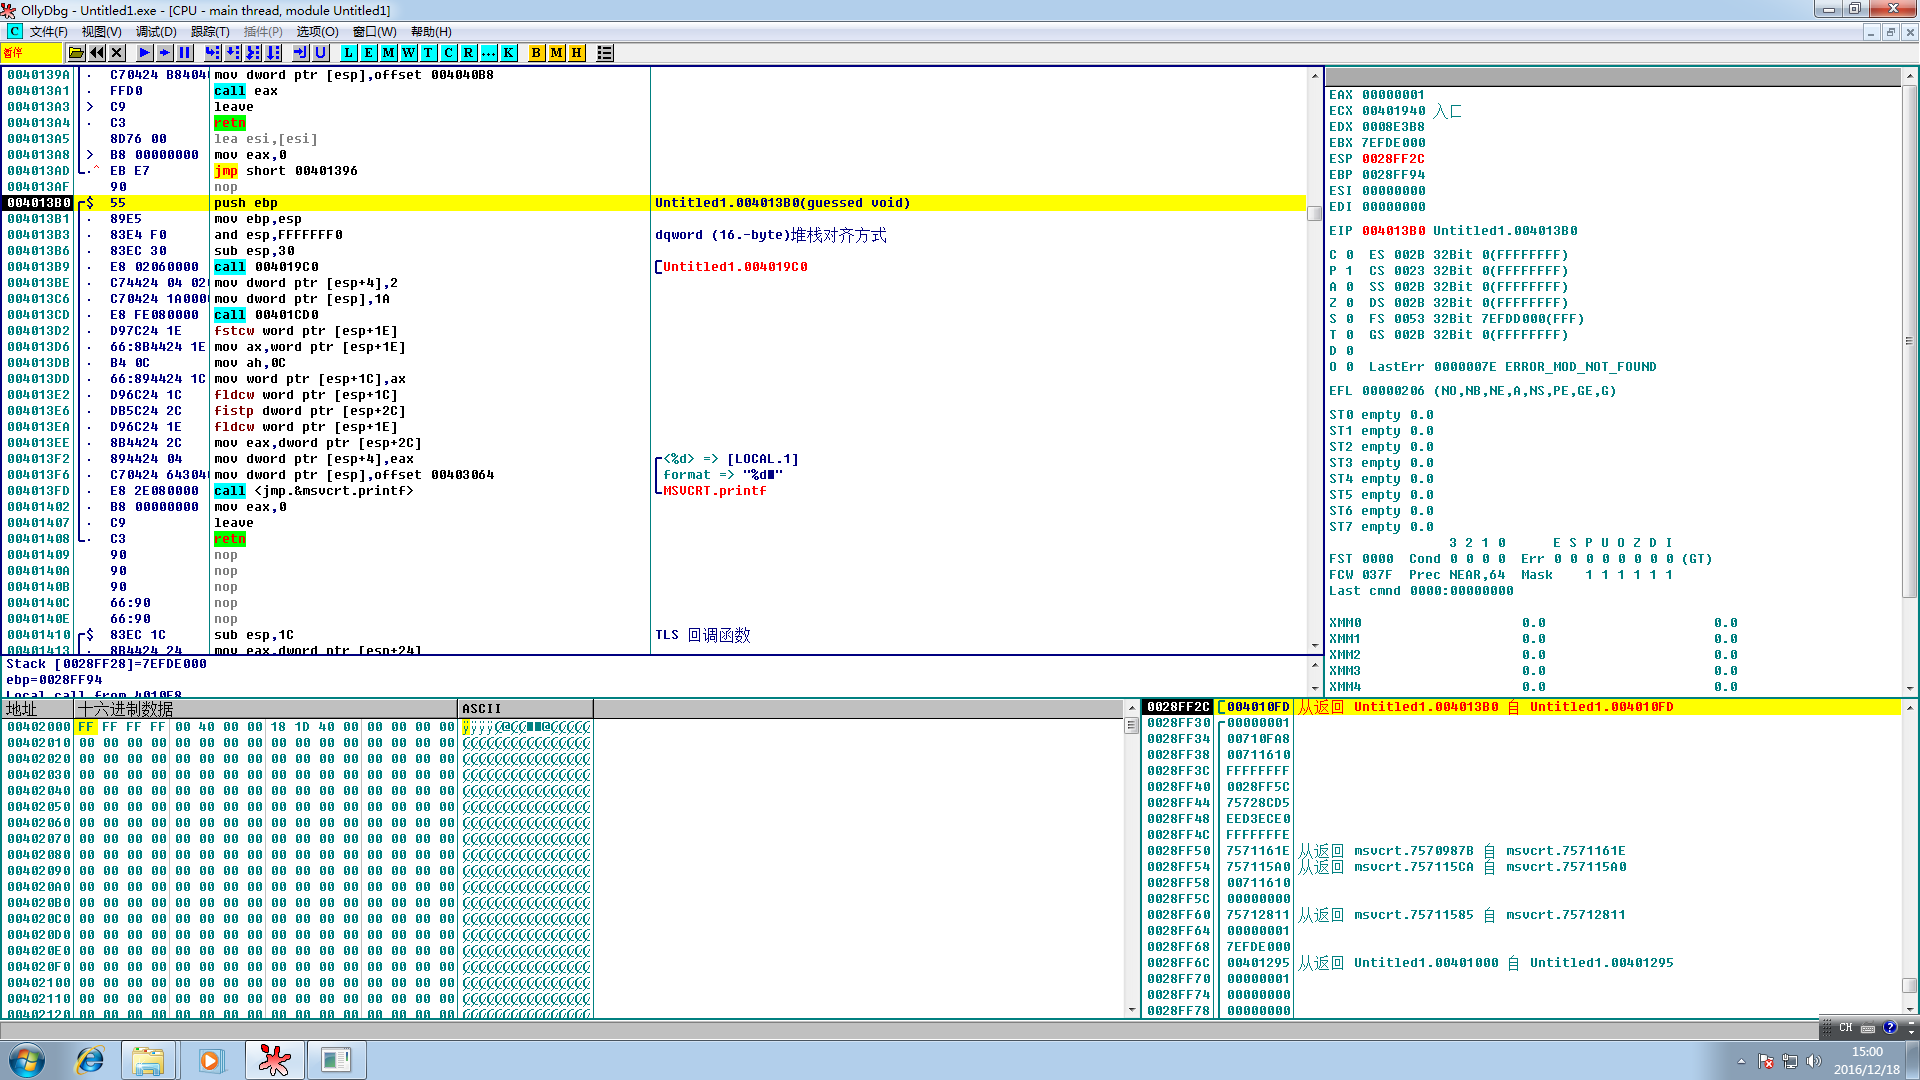 OllyDbg - Untitled1.exe - [CPU - main thread, module Untitled1]
C 文件(F) 视图(V) 调试(D) 跟踪(T) 插件(P) 选项(O) 窗口(W) 帮助(H)
暂停 L E M W T C R ... K B M H
0040139A . C70424 B84040 mov dword ptr [esp],offset 004040B8
004013A1 . FFD0 call eax
004013A3 > C9 leave
004013A4 . C3 retn
004013A5 8D76 00 lea esi,[esi]
004013A8 > B8 00000000 mov eax,0
004013AD .^ EB E7 jmp short 00401396
004013AF 90 nop
004013B0 $ 55 push ebp Untitled1.004013B0(guessed void)
004013B1 . 89E5 mov ebp,esp
004013B3 . 83E4 F0 and esp,FFFFFFF0 dqword (16.-byte)堆栈对齐方式
004013B6 . 83EC 30 sub esp,30
004013B9 . E8 02060000 call 004019C0 [Untitled1.004019C0
004013BE . C74424 04 02 mov dword ptr [esp+4],2
004013C6 . C70424 1A000 mov dword ptr [esp],1A
004013CD . E8 FE080000 call 00401CD0
004013D2 . D97C24 1E fstcw word ptr [esp+1E]
004013D6 . 66:8B4424 1E mov ax,word ptr [esp+1E]
004013DB . B4 0C mov ah,0C
004013DD . 66:894424 1C mov word ptr [esp+1C],ax
004013E2 . D96C24 1C fldcw word ptr [esp+1C]
004013E6 . DB5C24 2C fistp dword ptr [esp+2C]
004013EA . D96C24 1E fldcw word ptr [esp+1E]
004013EE . 8B4424 2C mov eax,dword ptr [esp+2C]
004013F2 . 894424 04 mov dword ptr [esp+4],eax <%d> => [LOCAL.1]
004013F6 . C70424 643040 mov dword ptr [esp],offset 00403064 format => "%d■"
004013FD . E8 2E080000 call <jmp.&msvcrt.printf> MSVCRT.printf
00401402 . B8 00000000 mov eax,0
00401407 . C9 leave
00401408 . C3 retn
00401409 90 nop
0040140A 90 nop
0040140B 90 nop
0040140C 66:90 nop
0040140E 66:90 nop
00401410 $ 83EC 1C sub esp,1C TLS 回调函数
00401413 . 8B4424 24 mov eax,dword ptr [esp+24]
Stack [0028FF28]=7EFDE000
ebp=0028FF94
Local call from 4010F8
EAX 00000001
ECX 00401940 入口
EDX 0008E3B8
EBX 7EFDE000
ESP 0028FF2C
EBP 0028FF94
ESI 00000000
EDI 00000000
EIP 004013B0 Untitled1.004013B0
C 0 ES 002B 32Bit 0(FFFFFFFF)
P 1 CS 0023 32Bit 0(FFFFFFFF)
A 0 SS 002B 32Bit 0(FFFFFFFF)
Z 0 DS 002B 32Bit 0(FFFFFFFF)
S 0 FS 0053 32Bit 7EFDD000(FFF)
T 0 GS 002B 32Bit 0(FFFFFFFF)
D 0
O 0 LastErr 0000007E ERROR_MOD_NOT_FOUND
EFL 00000206 (NO,NB,NE,A,NS,PE,GE,G)
ST0 empty 0.0
ST1 empty 0.0
ST2 empty 0.0
ST3 empty 0.0
ST4 empty 0.0
ST5 empty 0.0
ST6 empty 0.0
ST7 empty 0.0
3 2 1 0 E S P U O Z D I
FST 0000 Cond 0 0 0 0 Err 0 0 0 0 0 0 0 0 (GT)
FCW 037F Prec NEAR,64 Mask 1 1 1 1 1 1
Last cmnd 0000:00000000
XMM0 0.0 0.0
XMM1 0.0 0.0
XMM2 0.0 0.0
XMM3 0.0 0.0
XMM4 0.0 0.0
地址 十六进制数据 ASCII
00402000 FF FF FF FF 00 40 00 00 18 1D 40 00 00 00 00 00
00402010 00 00 00 00 00 00 00 00 00 00 00 00 00 00 00 00
00402020 00 00 00 00 00 00 00 00 00 00 00 00 00 00 00 00
00402030 00 00 00 00 00 00 00 00 00 00 00 00 00 00 00 00
00402040 00 00 00 00 00 00 00 00 00 00 00 00 00 00 00 00
00402050 00 00 00 00 00 00 00 00 00 00 00 00 00 00 00 00
00402060 00 00 00 00 00 00 00 00 00 00 00 00 00 00 00 00
00402070 00 00 00 00 00 00 00 00 00 00 00 00 00 00 00 00
00402080 00 00 00 00 00 00 00 00 00 00 00 00 00 00 00 00
00402090 00 00 00 00 00 00 00 00 00 00 00 00 00 00 00 00
004020A0 00 00 00 00 00 00 00 00 00 00 00 00 00 00 00 00
004020B0 00 00 00 00 00 00 00 00 00 00 00 00 00 00 00 00
004020C0 00 00 00 00 00 00 00 00 00 00 00 00 00 00 00 00
004020D0 00 00 00 00 00 00 00 00 00 00 00 00 00 00 00 00
004020E0 00 00 00 00 00 00 00 00 00 00 00 00 00 00 00 00
004020F0 00 00 00 00 00 00 00 00 00 00 00 00 00 00 00 00
00402100 00 00 00 00 00 00 00 00 00 00 00 00 00 00 00 00
00402110 00 00 00 00 00 00 00 00 00 00 00 00 00 00 00 00
00402120 00 00 00 00 00 00 00 00 00 00 00 00 00 00 00 00
0028FF2C 004010FD 从返回 Untitled1.004013B0 自 Untitled1.004010FD
0028FF30 00000001
0028FF34 00710FA8
0028FF38 00711610
0028FF3C FFFFFFFF
0028FF40 0028FF5C
0028FF44 75728CD5
0028FF48 EED3ECE0
0028FF4C FFFFFFFE
0028FF50 7571161E 从返回 msvcrt.7570987B 自 msvcrt.7571161E
0028FF54 757115A0 从返回 msvcrt.757115CA 自 msvcrt.757115A0
0028FF58 00711610
0028FF5C 00000000
0028FF60 75712811 从返回 msvcrt.75711585 自 msvcrt.75712811
0028FF64 00000001
0028FF68 7EFDE000
0028FF6C 00401295 从返回 Untitled1.00401000 自 Untitled1.00401295
0028FF70 00000001
0028FF74 00000000
0028FF78 00000000
CH
15:00
2016/12/18